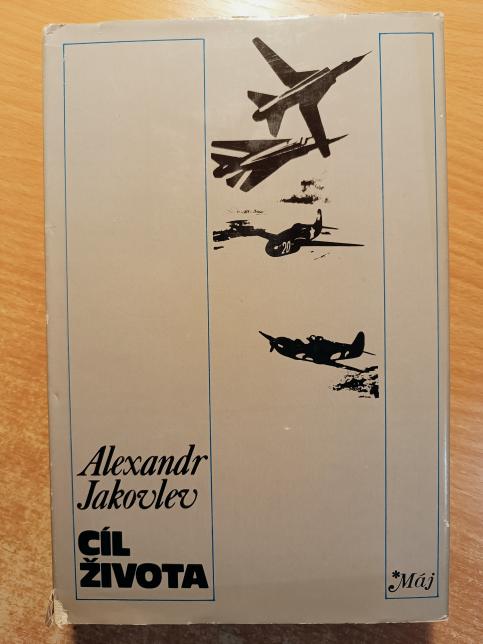 20
Alexandr
Jakovlev
CÍL
ŽIVOTA
*Máj